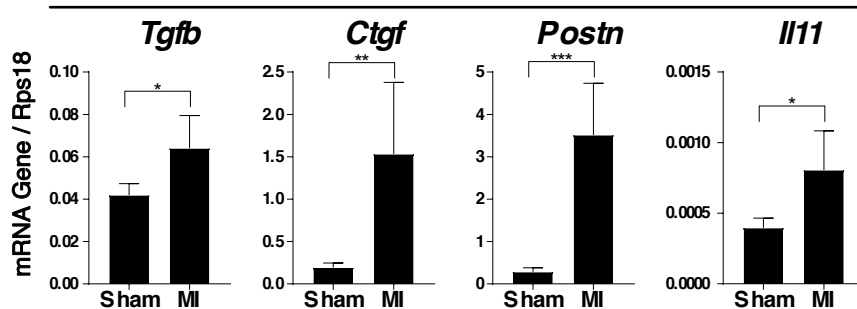 Tgfb Ctgf Postn Il11
mRNA Gene / Rps18
0.10 2.5 5 0.0015
* ** *** *
0.08 2.0 4
0.0010
0.06 1.5 3
0.04 1.0 2
0.0005
0.02 0.5 1
0.00 0.0 0 0.0000
Sham MI Sham MI Sham MI Sham MI